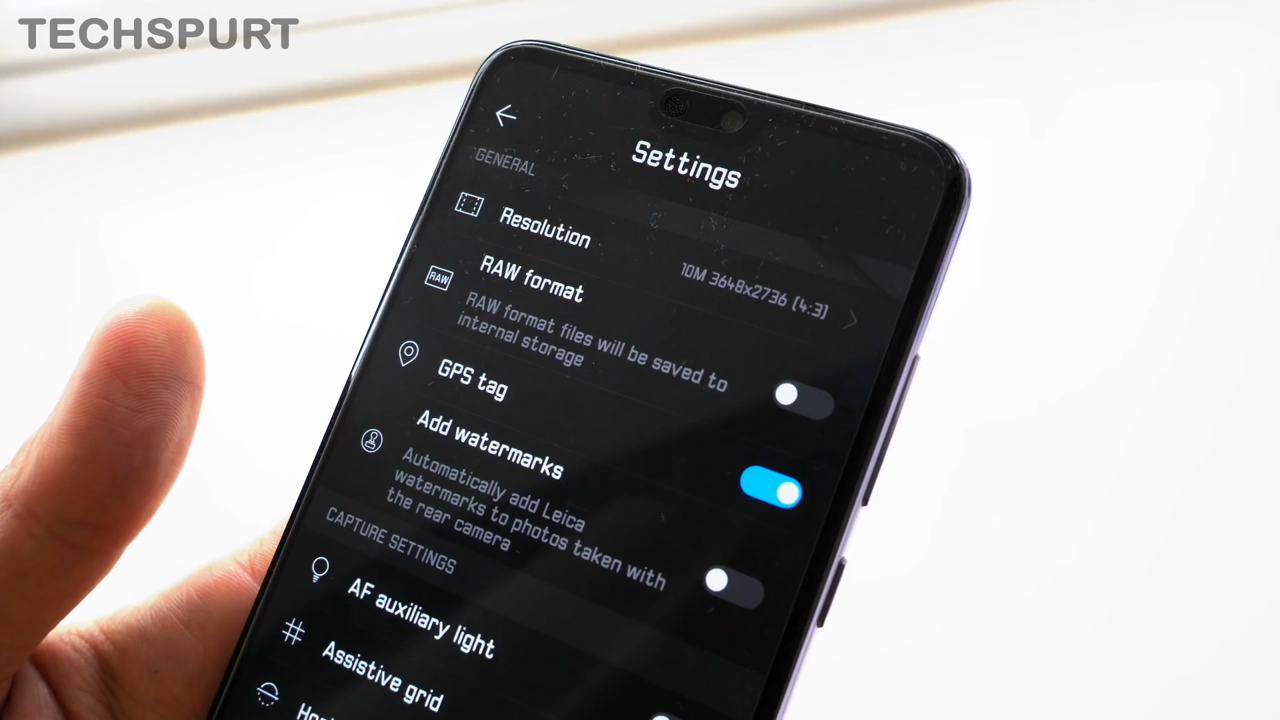 TECHSPURT
Settings
GENERAL
Resolution
10M 3648x2736 (4:3)
RAW format
RAW
RAW format files will be saved to
internal storage
GPS tag
Add watermarks
Automatically add Leica
watermarks to photos taken with
the rear camera
CAPTURE SETTINGS
AF auxiliary light
Assistive grid